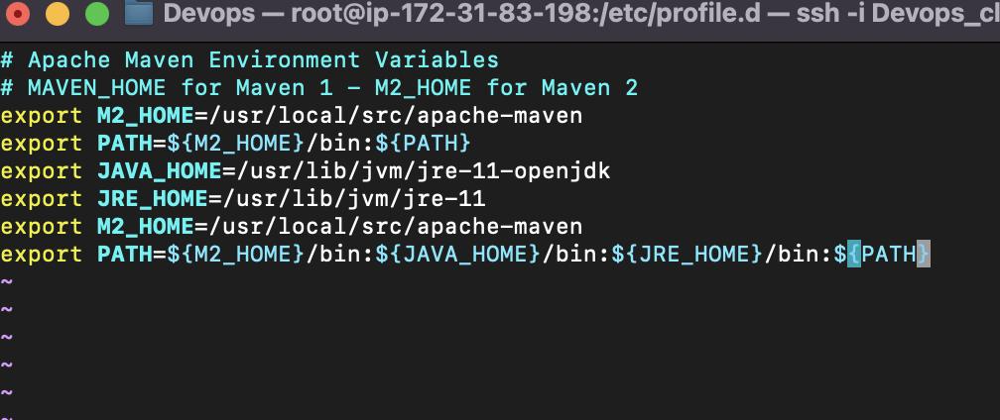 Devops — root@ip-172-31-83-198:/etc/profile.d — ssh -i Devops_cl
# Apache Maven Environment Variables
# MAVEN_HOME for Maven 1 - M2_HOME for Maven 2
export M2_HOME=/usr/local/src/apache-maven
export PATH=${M2_HOME}/bin:${PATH}
export JAVA_HOME=/usr/lib/jvm/jre-11-openjdk
export JRE_HOME=/usr/lib/jvm/jre-11
export M2_HOME=/usr/local/src/apache-maven
export PATH=${M2_HOME}/bin:${JAVA_HOME}/bin:${JRE_HOME}/bin:${PATH}
~
~
~
~
~
~